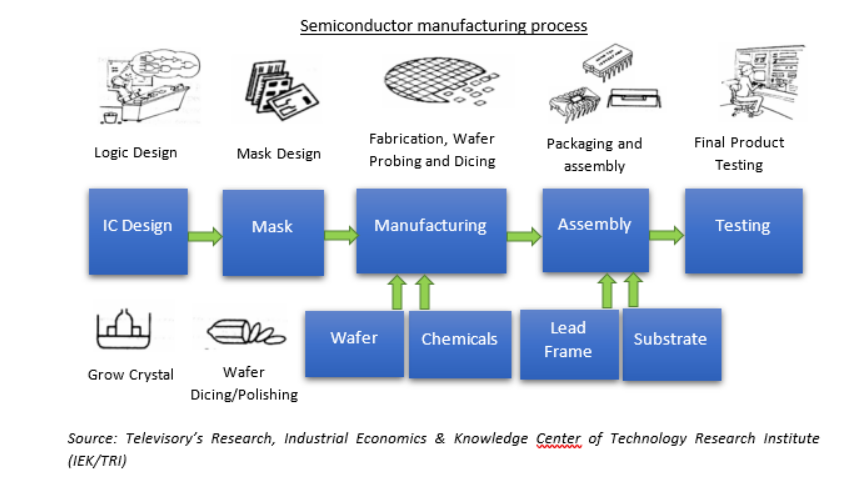 Semiconductor manufacturing process
Logic Design
Mask Design
Fabrication, Wafer
Probing and Dicing
Packaging and
assembly
Final Product
Testing
IC Design
Mask
Manufacturing
Assembly
Testing
Wafer
Chemicals
Lead
Frame
Substrate
Grow Crystal
Wafer
Dicing/Polishing
Source: Televisory's Research, Industrial Economics & Knowledge Center of Technology Research Institute
(IEK/TRI)